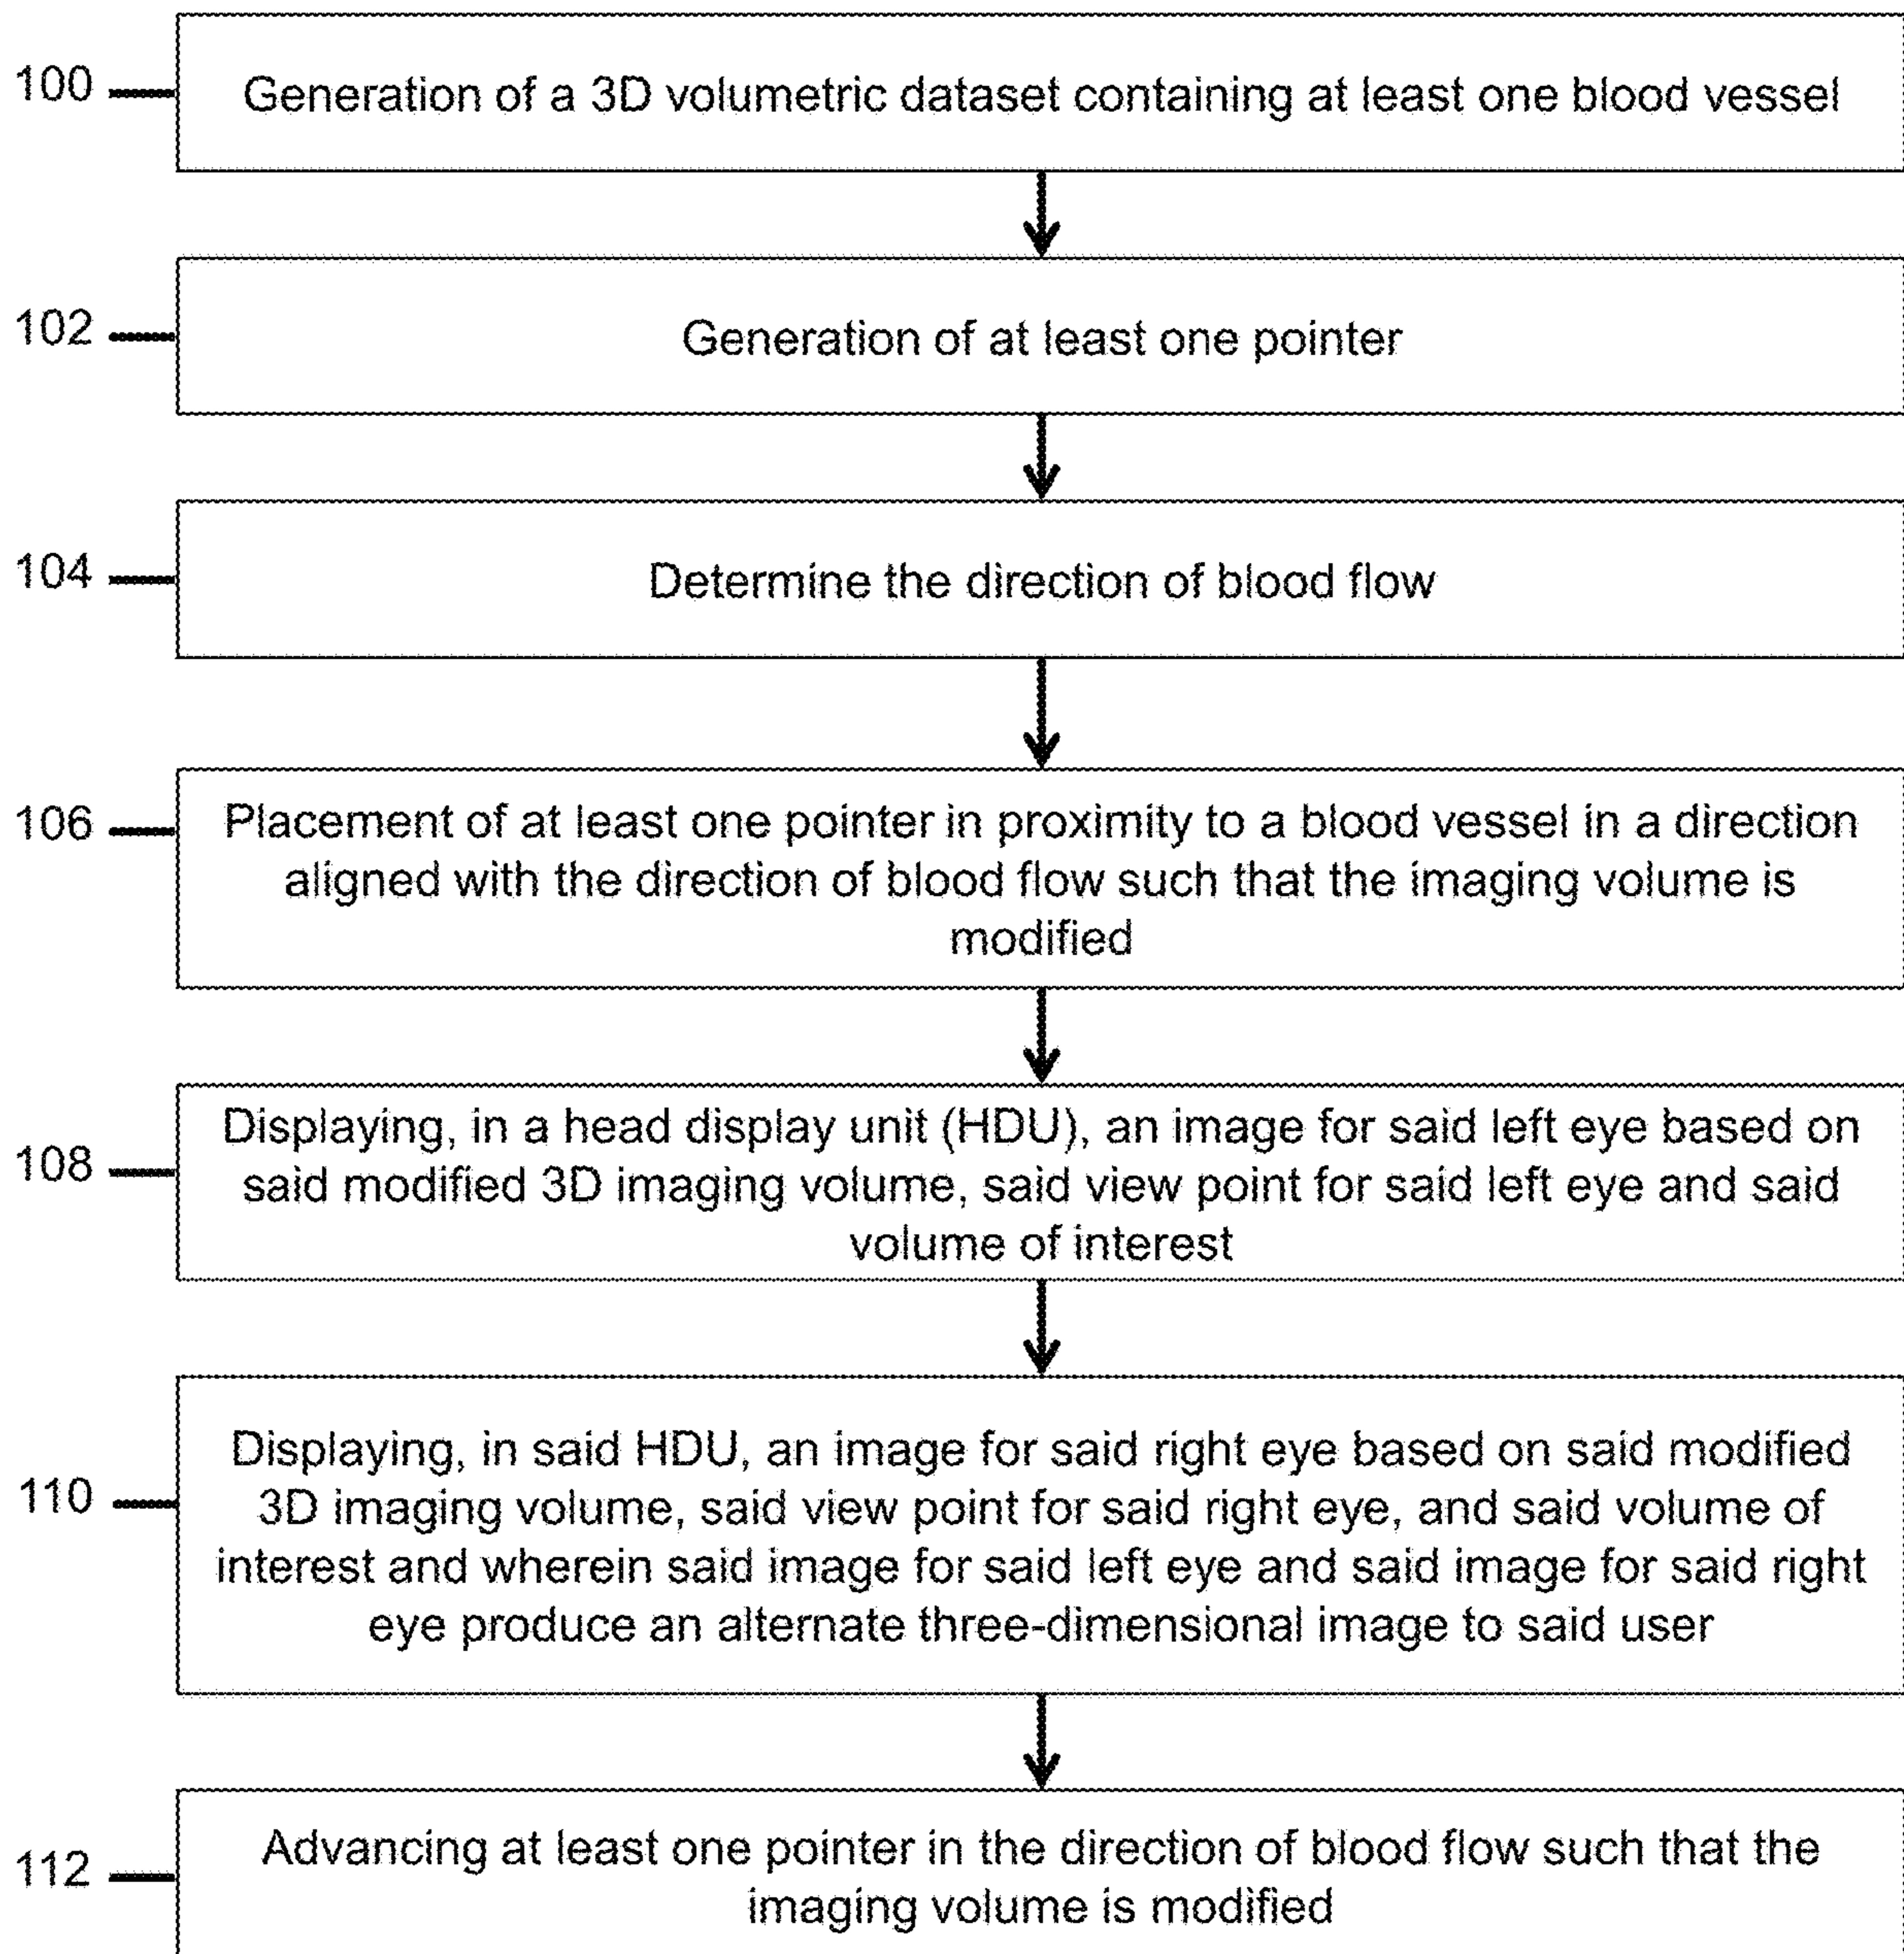 100
Generation of a 3D volumetric dataset containing at least one blood vessel
102
Generation of at least one pointer
104
Determine the direction of blood flow
106
Placement of at least one pointer in proximity to a blood vessel in a direction
aligned with the direction of blood flow such that the imaging volume is
modified
108
Displaying, in a head display unit (HDU), an image for said left eye based on
said modified 3D imaging volume, said view point for said left eye and said
volume of interest
110
Displaying, in said HDU, an image for said right eye based on said modified
3D imaging volume, said view point for said right eye, and said volume of
interest and wherein said image for said left eye and said image for said right
eye produce an alternate three-dimensional image to said user
112
Advancing at least one pointer in the direction of blood flow such that the
imaging volume is modified